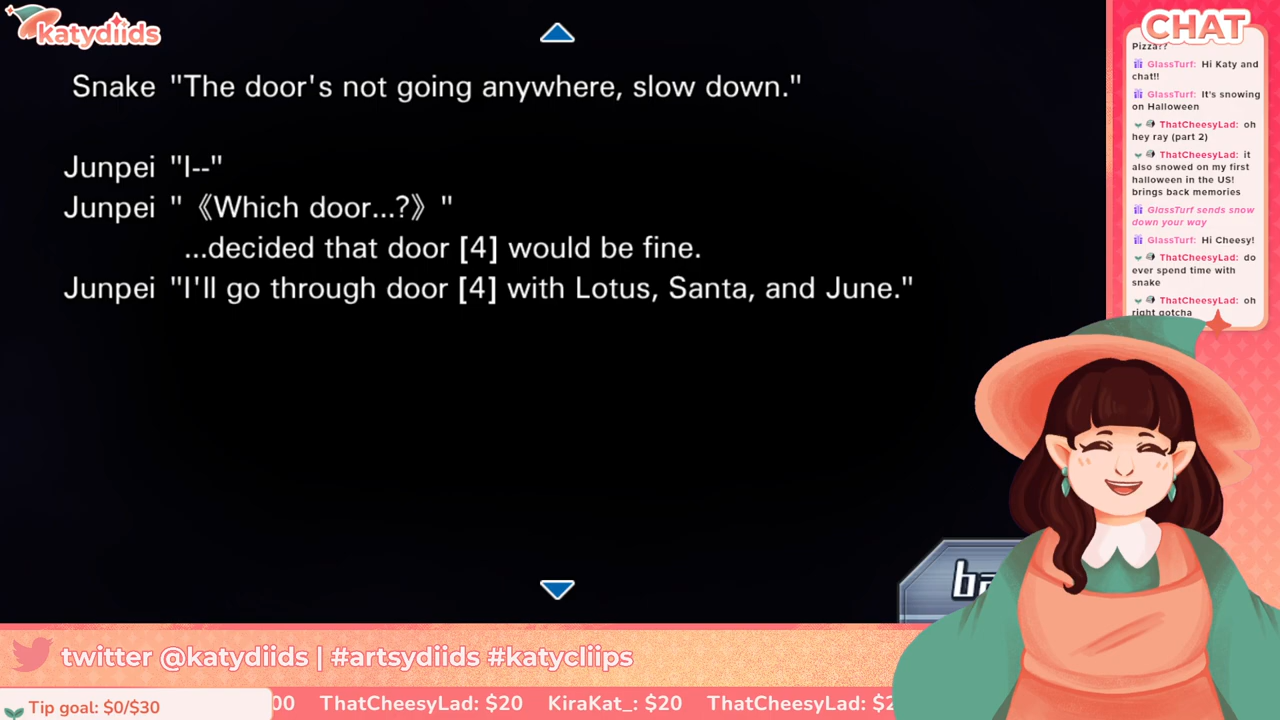 katydiids
Snake "The door's not going anywhere, slow down."
Junpei "I--"
Junpei "《Which door...?》"
...decided that door [4] would be fine.
Junpei "I'll go through door [4] with Lotus, Santa, and June."
CHAT
Pizza??
GlassTurf: Hi Katy and
chat!!
GlassTurf: It's snowing
on Halloween
ThatCheesyLad: oh
hey ray (part 2)
ThatCheesyLad: it
also snowed on my first
halloween in the US!
brings back memories
GlassTurf sends snow
down your way
GlassTurf: Hi Cheesy!
ThatCheesyLad: do
ever spend time with
snake
ThatCheesyLad: oh
right gotcha
twitter @katydiids | #artsydiids #katycliips
Tip goal: $0/$30
00 ThatCheesyLad: $20 KiraKat_: $20 ThatCheesyLad: $2